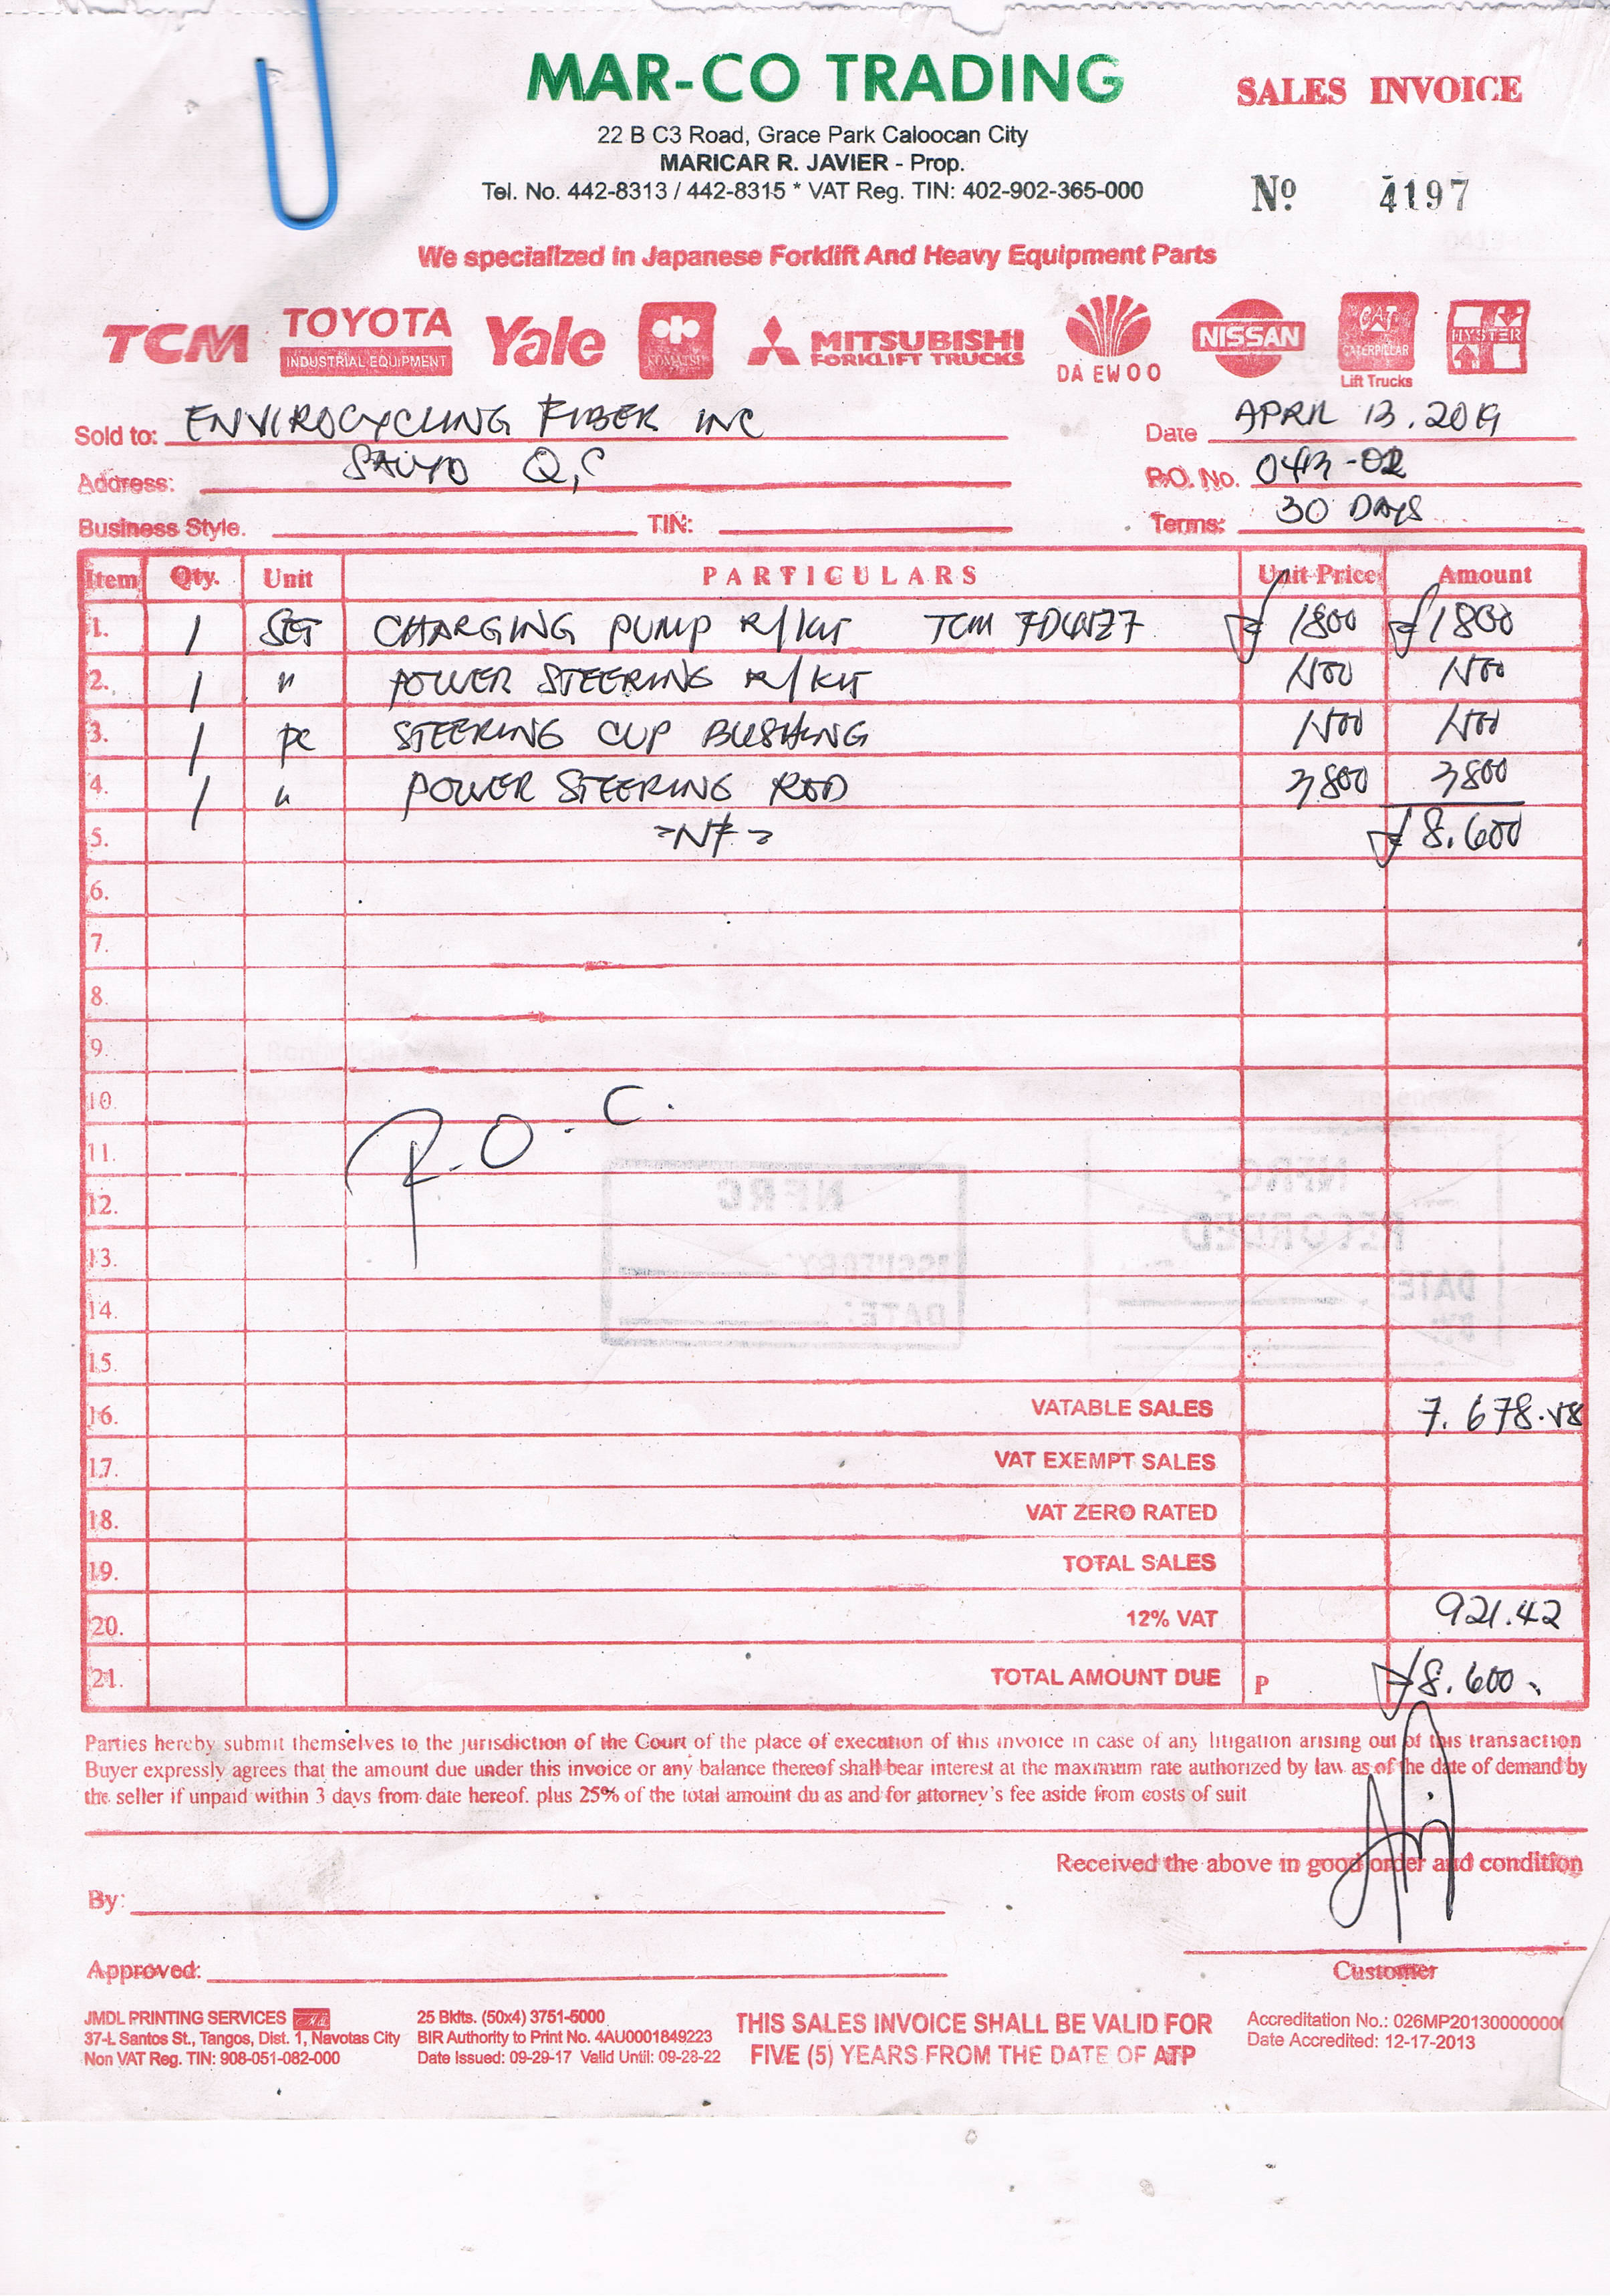 MAR-CO TRADING
SALES INVOICE
22 B C3 Road, Grace Park Caloocan City
MARICAR R. JAVIER - Prop.
Tel. No. 442-8313 / 442-8315 * VAT Reg. TIN: 402-902-365-000
Nº 4197
We specialized in Japanese Forklift And Heavy Equipment Parts
TCM TOYOTA INDUSTRIAL EQUIPMENT Yale KOMATSU MITSUBISHI FORKLIFT TRUCKS DAEWOO NISSAN CAT CATERPILLAR Lift Trucks HYSTER
Sold to: ENVIROCYCLING FIBER INC Date APRIL 13, 2019
Address: SAUYO Q,C P.O. No.
Business Style. TIN: Terms: 30 DAYS
Item Qty. Unit PARTICULARS Unit Price Amount
1. 1 SET CHARGING PUMP R/KIT TCM 1800 1800
2. 1 " POWER STEERING R/KIT 1500 1500
3. 1 pc STEERING CUP BUSHING 1500 1500
4. 1 " POWER STEERING ROD 3,800 3,800
5. 8.600
6.
7.
8.
9.
10.
11. P.O.C.
12. NFRC NFRC
13. ISSUED BY RECORDED
14. DATE: DATE:
15. BY:
16. VATABLE SALES 7.678.58
17. VAT EXEMPT SALES
18. VAT ZERO RATED
19. TOTAL SALES
20. 12% VAT 921.42
21. TOTAL AMOUNT DUE P 8.600
Parties hereby submit themselves to the jurisdiction of the Court of the place of execution of this invoice in case of any litigation arising out of this transaction
Buyer expressly agrees that the amount due under this invoice or any balance thereof shall bear interest at the maximum rate authorized by law as of the date of demand by
the seller if unpaid within 3 days from date hereof. plus 25% of the total amount du as and for attorney's fee aside from costs of suit
Received the above in good order and condition
By:
Approved:
Customer
JMDL PRINTING SERVICES
37-L Santos St., Tangos, Dist. 1, Navotas City
Non VAT Reg. TIN: 908-051-082-000
25 Bklts. (50x4) 3751-5000
BIR Authority to Print No. 4AU0001849223
Date Issued: 09-29-17 Valid Until: 09-28-22
THIS SALES INVOICE SHALL BE VALID FOR
FIVE (5) YEARS FROM THE DATE OF ATP
Accreditation No.: 026MP2013000000
Date Accredited: 12-17-2013